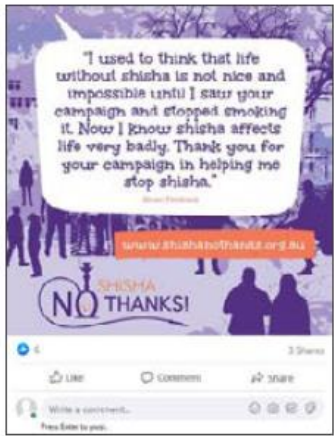 "I used to think that life
without shisha is not nice and
impossible until I saw your
campaign and stopped smoking
it. Now I know shisha affects
life very badly. Thank you for
your campaign in helping me
stop shisha."
www.shishanothanks.org.au
SHISHA
NO THANKS!
6
3 Shares
Like
Comment
Share
Write a comment...
Press Enter to post.